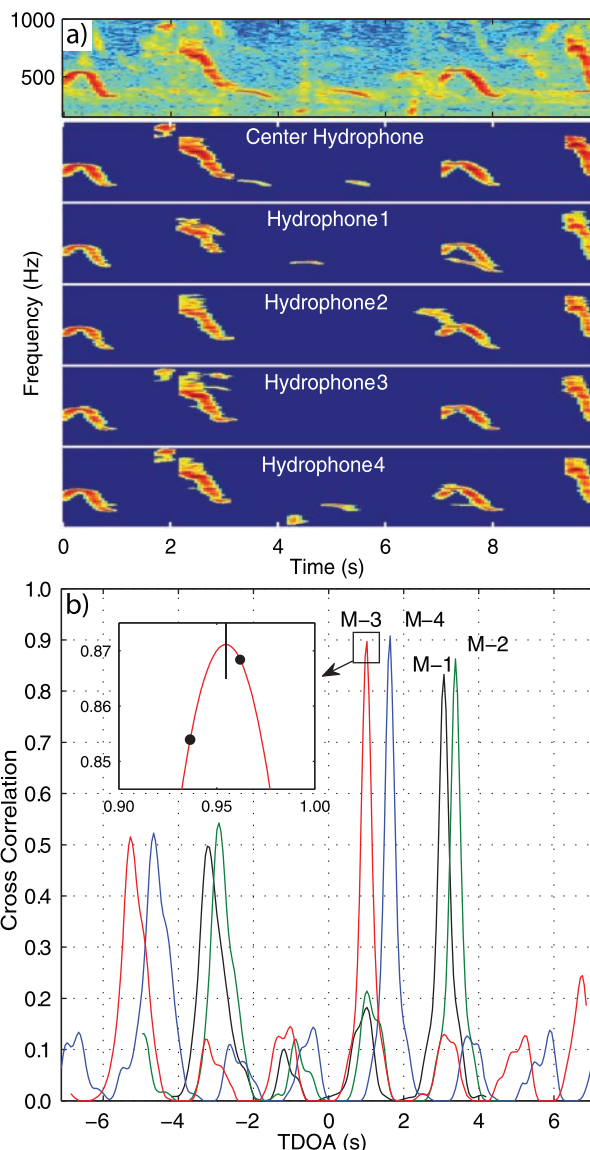 a)
1000
500
Center Hydrophone
Hydrophone1
Hydrophone2
Hydrophone3
Hydrophone4
Frequency (Hz)
0 2 4 6 8
Time (s)
b)
1.0
0.9
0.8
0.7
0.6
0.5
0.4
0.3
0.2
0.1
0.0
Cross Correlation
M−3 M−4
M−1 M−2
0.87
0.86
0.85
0.90 0.95 1.00
−6 −4 −2 0 2 4 6
TDOA (s)